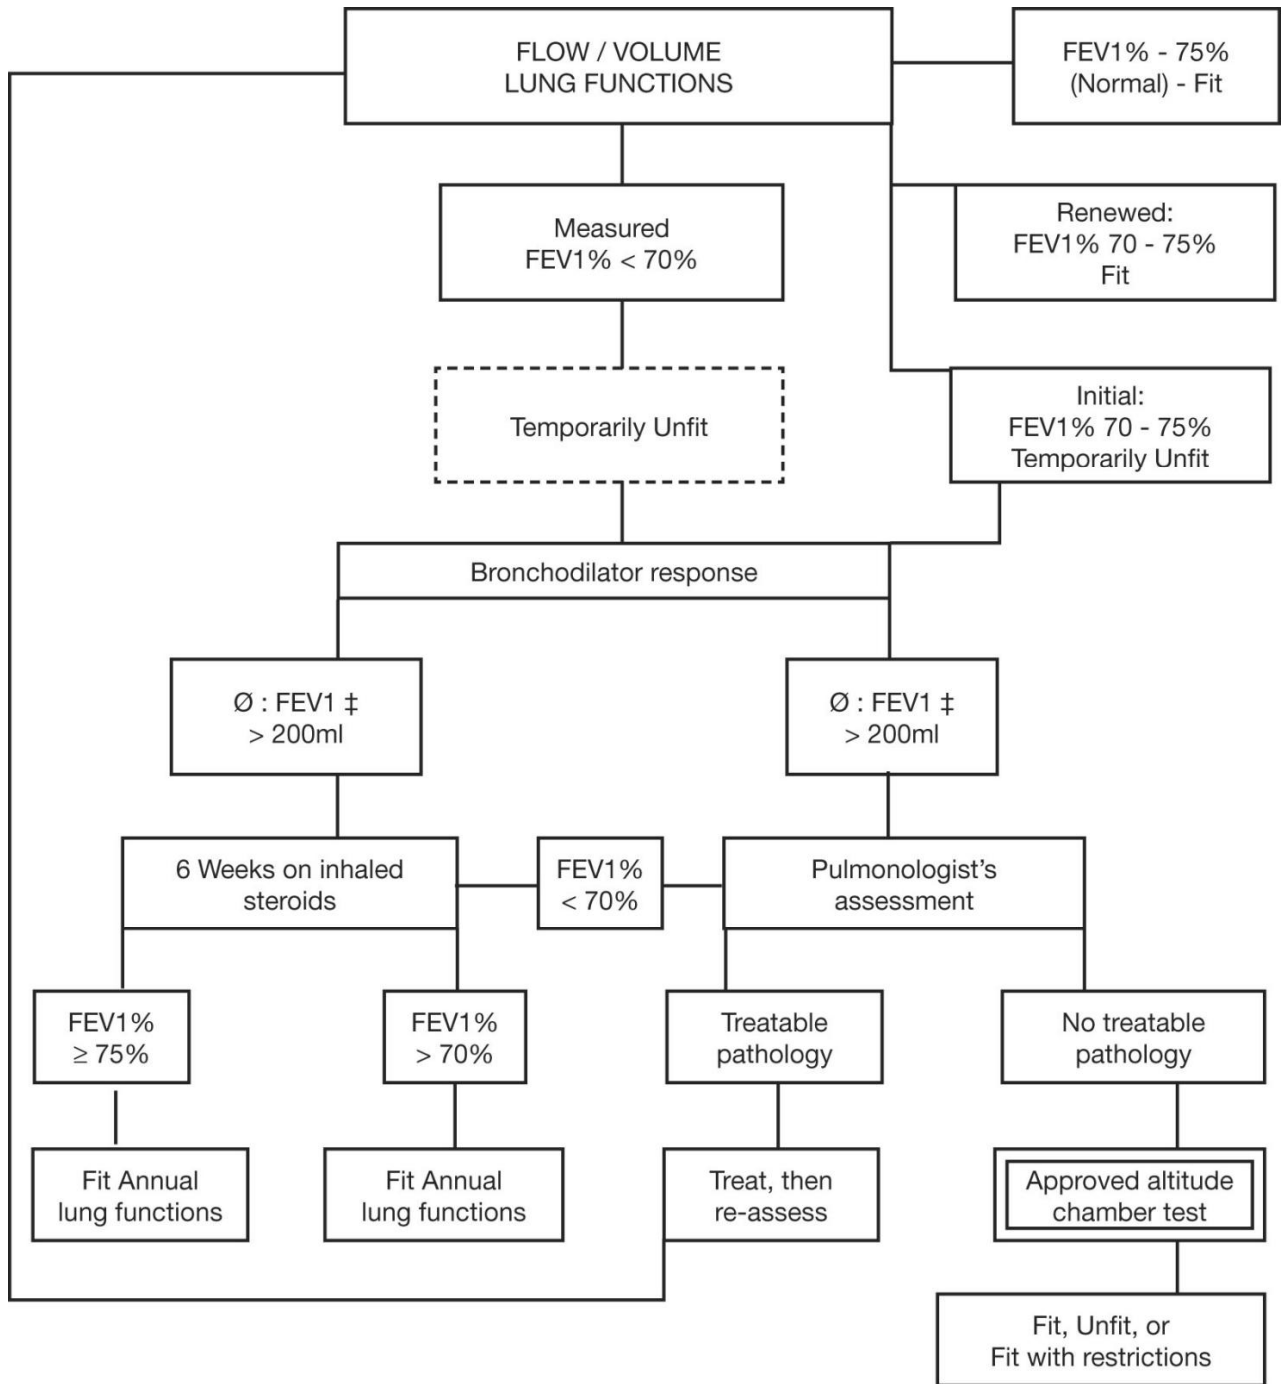 FLOW / VOLUME
LUNG FUNCTIONS
FEV1% - 75%
(Normal) - Fit
Measured
FEV1% < 70%
Renewed:
FEV1% 70 - 75%
Fit
Temporarily Unfit
Initial:
FEV1% 70 - 75%
Temporarily Unfit
Bronchodilator response
Ø : FEV1 ‡
> 200ml
Ø : FEV1 ‡
> 200ml
6 Weeks on inhaled
steroids
FEV1%
< 70%
Pulmonologist’s
assessment
FEV1%
≥ 75%
FEV1%
> 70%
Treatable
pathology
No treatable
pathology
Fit Annual
lung functions
Fit Annual
lung functions
Treat, then
re-assess
Approved altitude
chamber test
Fit, Unfit, or
Fit with restrictions